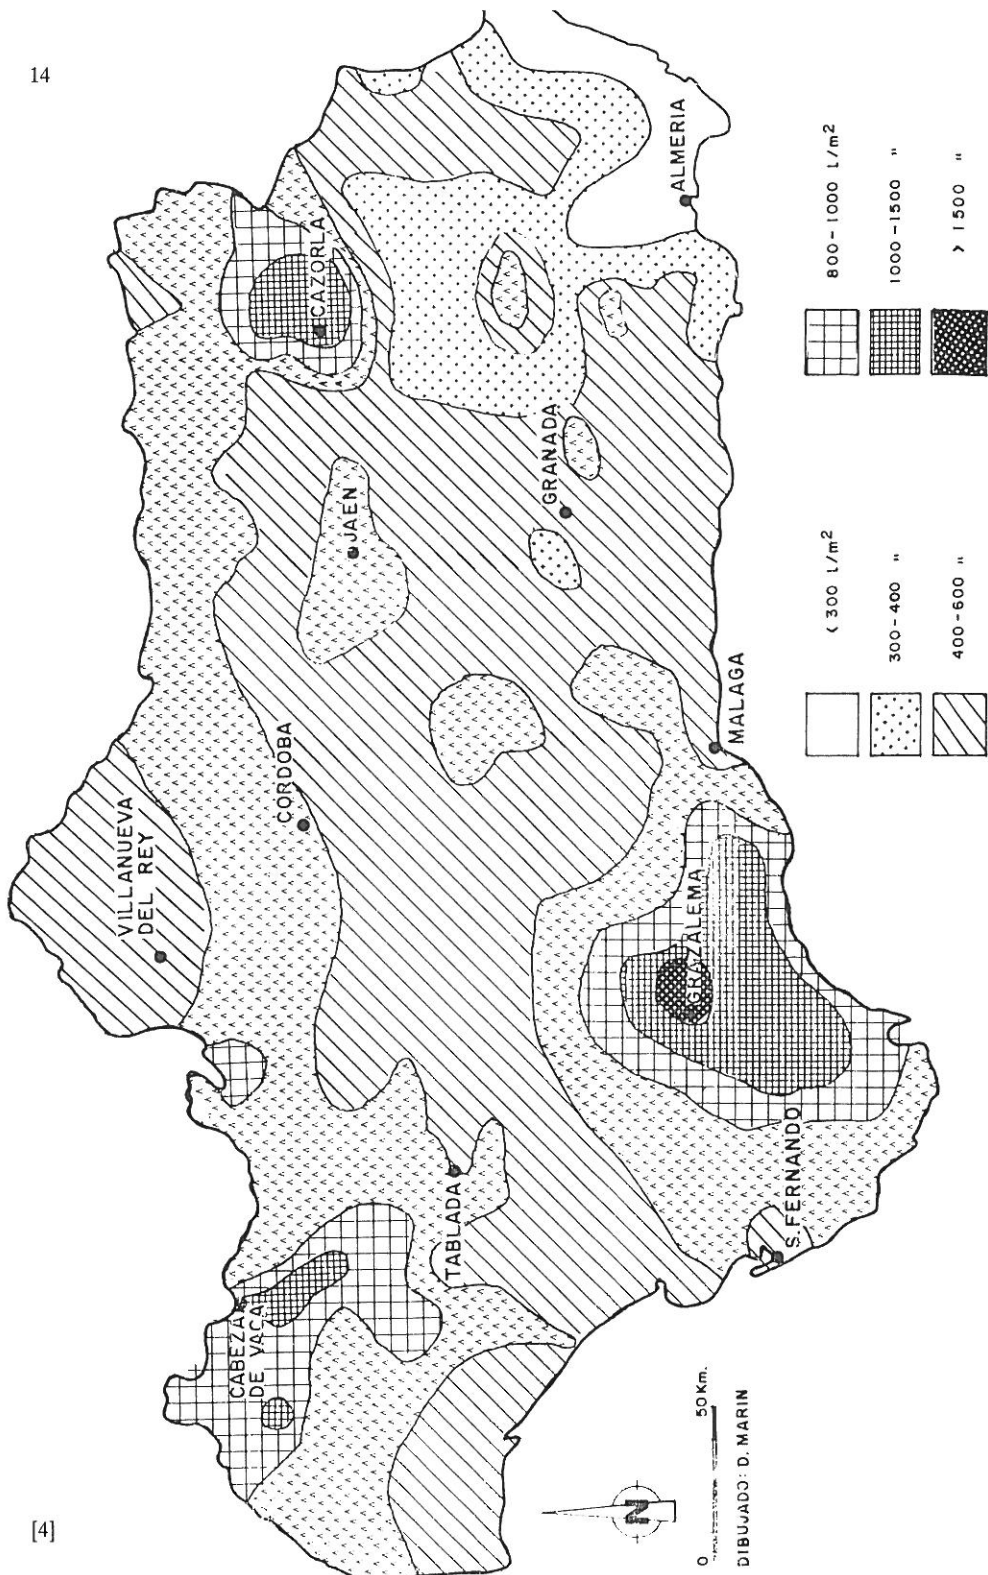 14
[4]
VILLANUEVA
DEL REY
CORDOBA
JAEN
CAZORLA
CABEZA
DE VACA
TABLADA
GRANADA
ALMERIA
GRAZALEMA
MALAGA
S.FERNANDO
N
0 50 Km.
DIBUJADO: D. MARIN
< 300 L/m²
300-400 "
400-600 "
800-1000 L/m²
1000-1500 "
> 1500 "